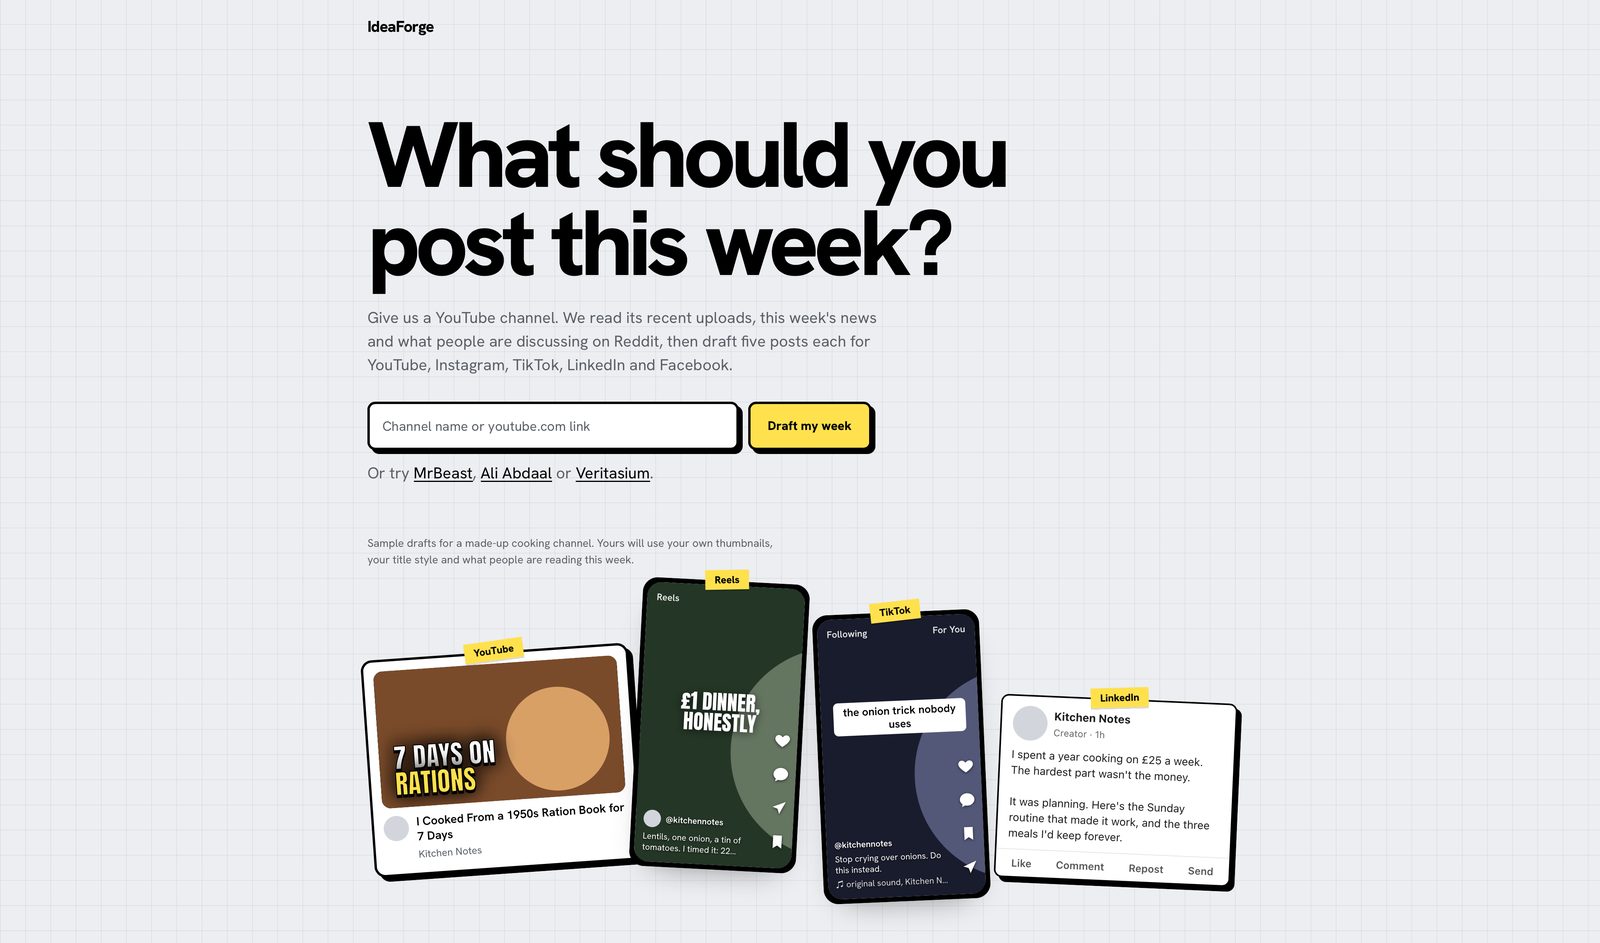 IdeaForge
What should you
post this week?
Give us a YouTube channel. We read its recent uploads, this week's news
and what people are discussing on Reddit, then draft five posts each for
YouTube, Instagram, TikTok, LinkedIn and Facebook.
Channel name or youtube.com link
Draft my week
Or try MrBeast, Ali Abdaal or Veritasium.
Sample drafts for a made-up cooking channel. Yours will use your own thumbnails,
your title style and what people are reading this week.
YouTube
7 DAYS ON
RATIONS
I Cooked From a 1950s Ration Book for
7 Days
Kitchen Notes
Reels
Reels
£1 DINNER,
HONESTLY
@kitchennotes
Lentils, one onion, a tin of
tomatoes. I timed it: 22...
TikTok
Following
For You
the onion trick nobody
uses
@kitchennotes
Stop crying over onions. Do
this instead.
♫ original sound, Kitchen N...
LinkedIn
Kitchen Notes
Creator · 1h
I spent a year cooking on £25 a week.
The hardest part wasn't the money.
It was planning. Here's the Sunday
routine that made it work, and the three
meals I'd keep forever.
Like
Comment
Repost
Send